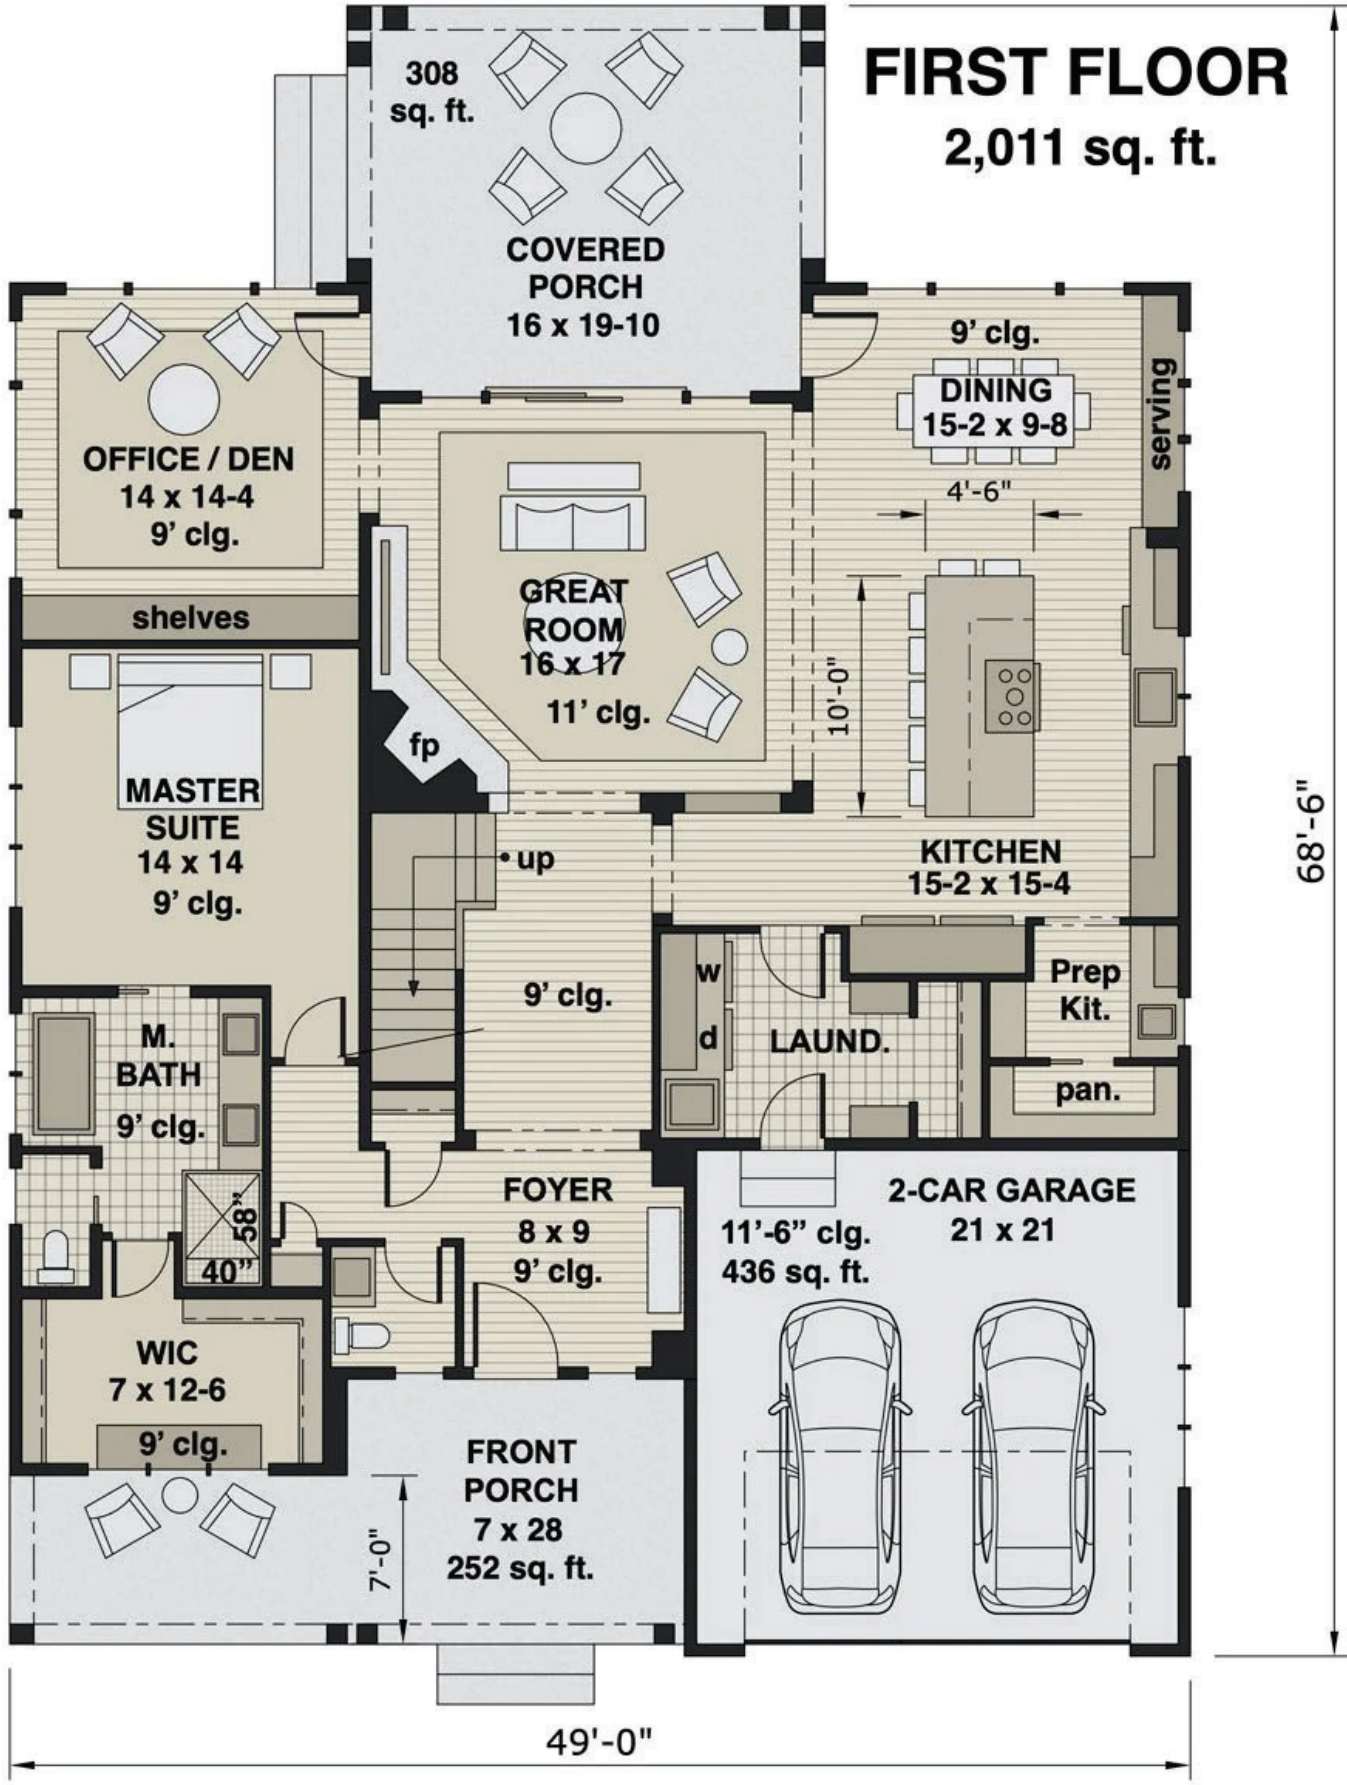 FIRST FLOOR
2,011 sq. ft.
308
sq. ft.
COVERED
PORCH
16 x 19-10
9’ clg.
DINING
15-2 x 9-8
serving
OFFICE / DEN
14 x 14-4
9’ clg.
shelves
4'-6"
GREAT
ROOM
16 x 17
11’ clg.
10'-0"
fp
MASTER
SUITE
14 x 14
9’ clg.
up
KITCHEN
15-2 x 15-4
68'-6"
9’ clg.
w
d
LAUND.
Prep
Kit.
pan.
M.
BATH
9’ clg.
58”
40”
FOYER
8 x 9
9’ clg.
2-CAR GARAGE
21 x 21
11’-6” clg.
436 sq. ft.
WIC
7 x 12-6
9’ clg.
FRONT
PORCH
7 x 28
252 sq. ft.
7'-0"
49'-0"